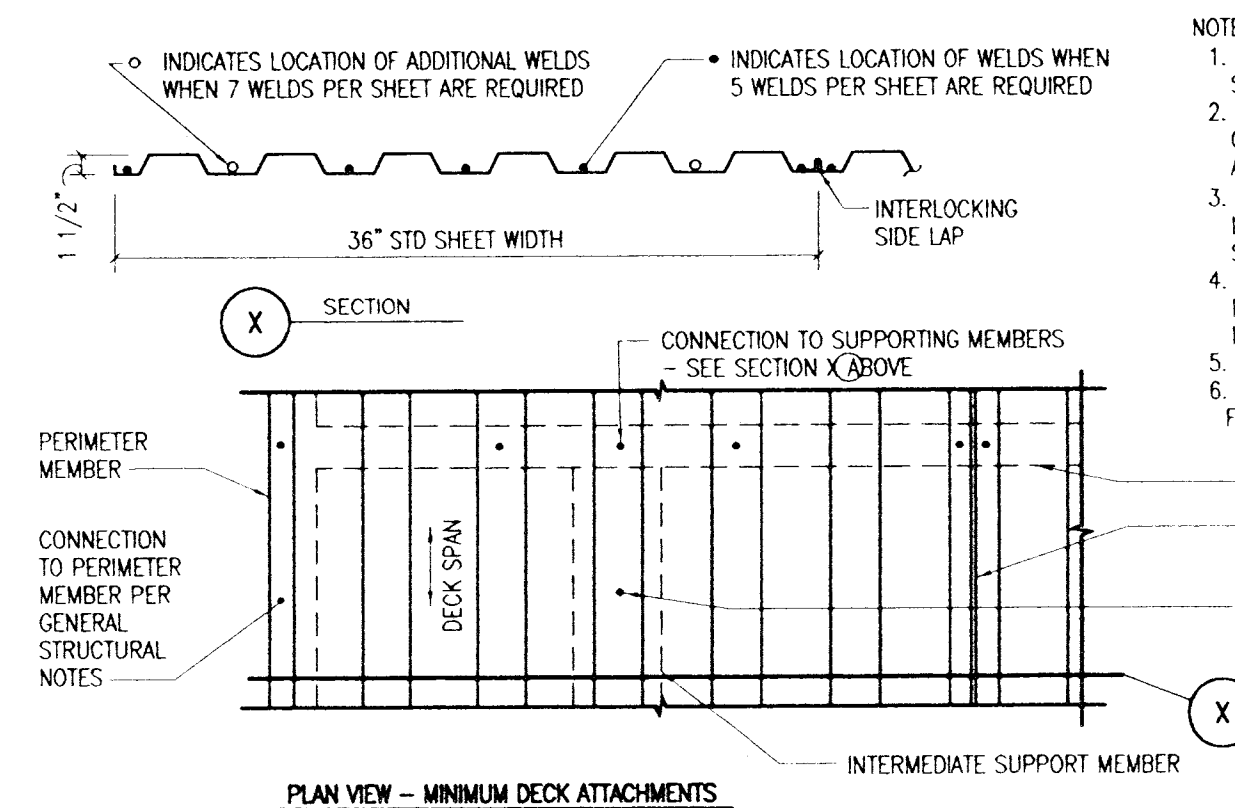 INDICATES LOCATION OF ADDITIONAL WELDS
WHEN 7 WELDS PER SHEET ARE REQUIRED
INDICATES LOCATION OF WELDS WHEN
5 WELDS PER SHEET ARE REQUIRED
1 1/2"
36" STD SHEET WIDTH
INTERLOCKING
SIDE LAP
X
SECTION
CONNECTION TO SUPPORTING MEMBERS
- SEE SECTION X ABOVE
PERIMETER
MEMBER
CONNECTION
TO PERIMETER
MEMBER PER
GENERAL
STRUCTURAL
NOTES
DECK SPAN
X
INTERMEDIATE SUPPORT MEMBER
PLAN VIEW – MINIMUM DECK ATTACHMENTS
1.
2.
3.
4.
5.
6.